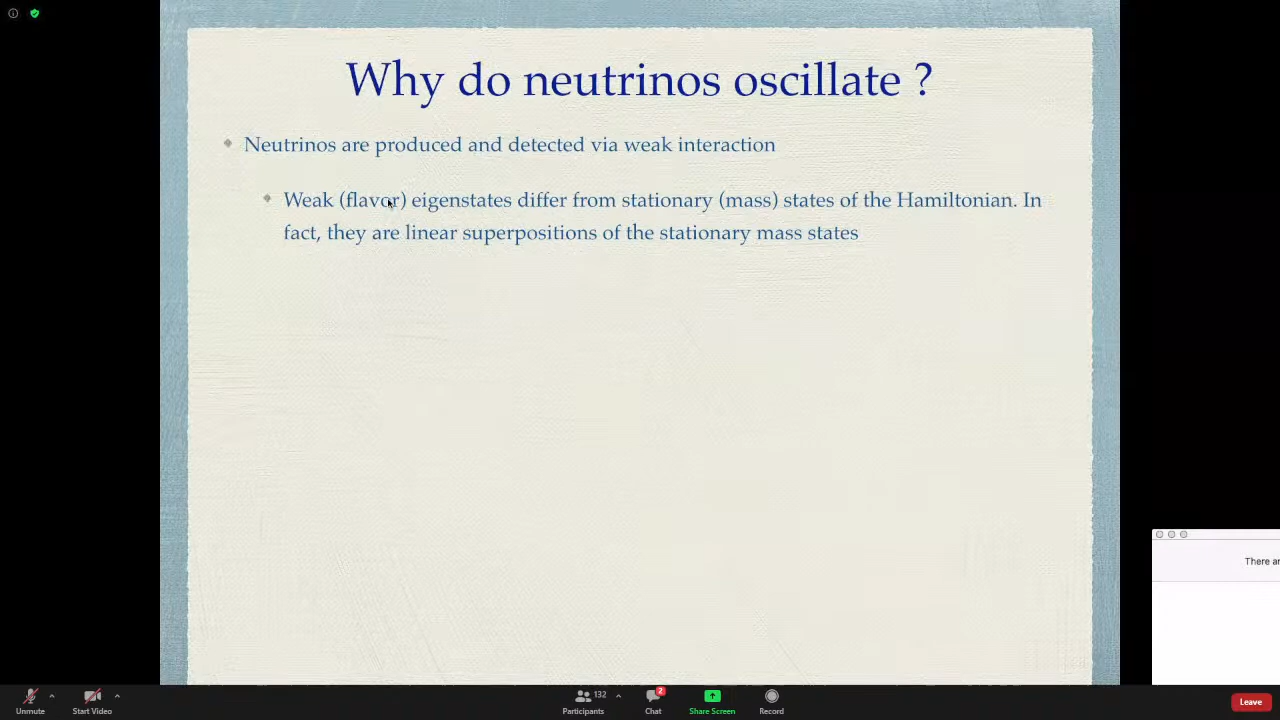 Why do neutrinos oscillate ?
Neutrinos are produced and detected via weak interaction
Weak (flavor) eigenstates differ from stationary (mass) states of the Hamiltonian. In
fact, they are linear superpositions of the stationary mass states
There ar
Unmute
Start Video
132
Participants
2
Chat
Share Screen
Record
Leave